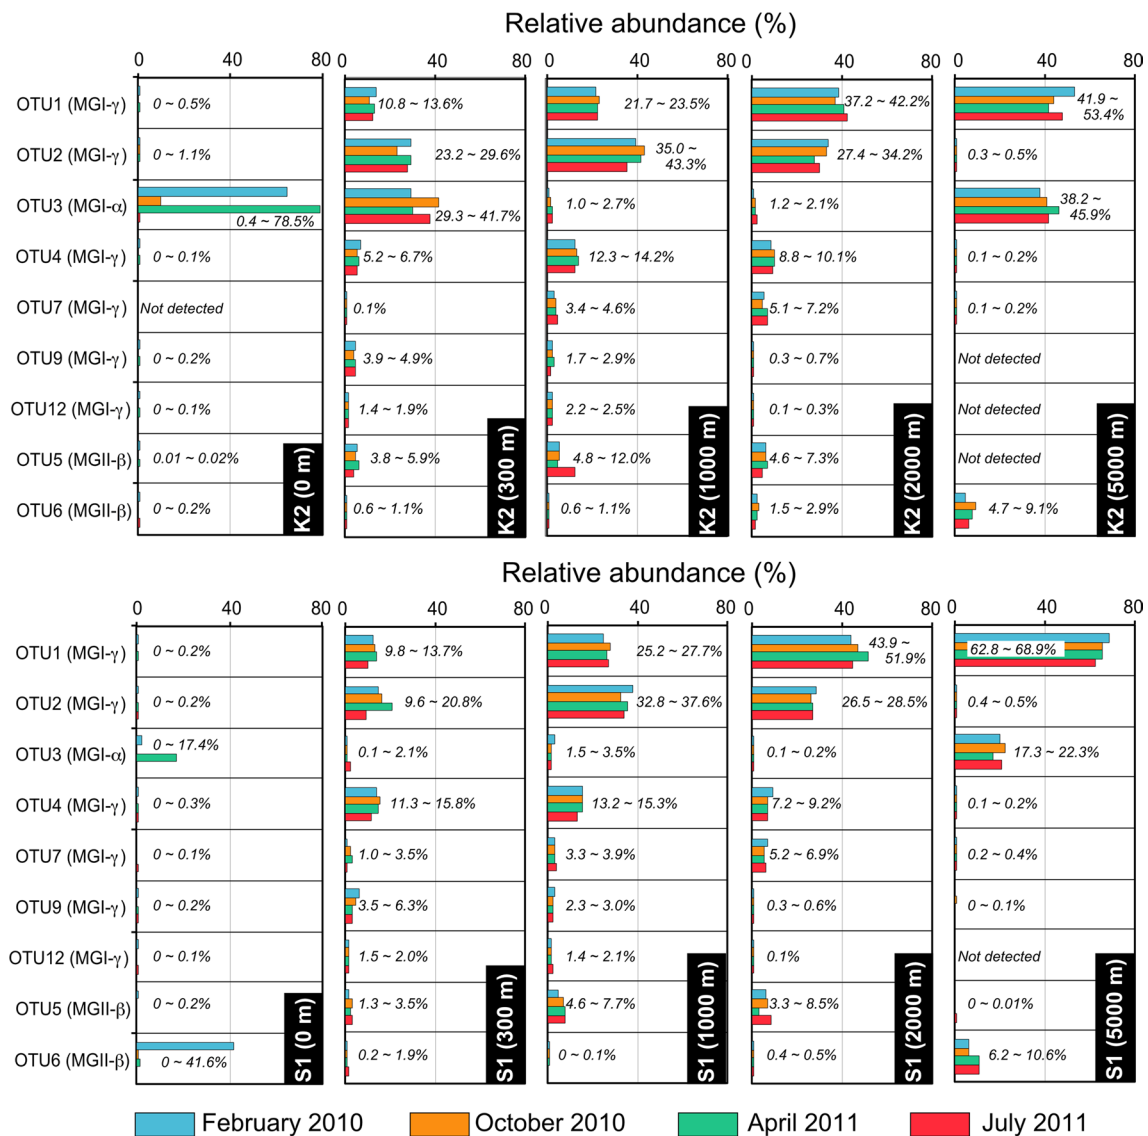 Relative abundance (%)
0 40 80 0 40 80 0 40 80 0 40 80 0 40 80
OTU1 (MGI-γ) 0 ~ 0.5% 10.8 ~ 13.6% 21.7 ~ 23.5% 37.2 ~ 42.2% 41.9 ~ 53.4%
OTU2 (MGI-γ) 0 ~ 1.1% 23.2 ~ 29.6% 35.0 ~ 43.3% 27.4 ~ 34.2% 0.3 ~ 0.5%
OTU3 (MGI-α) 0.4 ~ 78.5% 29.3 ~ 41.7% 1.0 ~ 2.7% 1.2 ~ 2.1% 38.2 ~ 45.9%
OTU4 (MGI-γ) 0 ~ 0.1% 5.2 ~ 6.7% 12.3 ~ 14.2% 8.8 ~ 10.1% 0.1 ~ 0.2%
OTU7 (MGI-γ) Not detected 0.1% 3.4 ~ 4.6% 5.1 ~ 7.2% 0.1 ~ 0.2%
OTU9 (MGI-γ) 0 ~ 0.2% 3.9 ~ 4.9% 1.7 ~ 2.9% 0.3 ~ 0.7% Not detected
OTU12 (MGI-γ) 0 ~ 0.1% 1.4 ~ 1.9% 2.2 ~ 2.5% 0.1 ~ 0.3% Not detected
OTU5 (MGII-β) 0.01 ~ 0.02% 3.8 ~ 5.9% 4.8 ~ 12.0% 4.6 ~ 7.3% Not detected
OTU6 (MGII-β) 0 ~ 0.2% 0.6 ~ 1.1% 0.6 ~ 1.1% 1.5 ~ 2.9% 4.7 ~ 9.1%
K2 (0 m)
K2 (300 m)
K2 (1000 m)
K2 (2000 m)
K2 (5000 m)
Relative abundance (%)
0 40 80 0 40 80 0 40 80 0 40 80 0 40 80
OTU1 (MGI-γ) 0 ~ 0.2% 9.8 ~ 13.7% 25.2 ~ 27.7% 43.9 ~ 51.9% 62.8 ~ 68.9%
OTU2 (MGI-γ) 0 ~ 0.2% 9.6 ~ 20.8% 32.8 ~ 37.6% 26.5 ~ 28.5% 0.4 ~ 0.5%
OTU3 (MGI-α) 0 ~ 17.4% 0.1 ~ 2.1% 1.5 ~ 3.5% 0.1 ~ 0.2% 17.3 ~ 22.3%
OTU4 (MGI-γ) 0 ~ 0.3% 11.3 ~ 15.8% 13.2 ~ 15.3% 7.2 ~ 9.2% 0.1 ~ 0.2%
OTU7 (MGI-γ) 0 ~ 0.1% 1.0 ~ 3.5% 3.3 ~ 3.9% 5.2 ~ 6.9% 0.2 ~ 0.4%
OTU9 (MGI-γ) 0 ~ 0.2% 3.5 ~ 6.3% 2.3 ~ 3.0% 0.3 ~ 0.6% 0 ~ 0.1%
OTU12 (MGI-γ) 0 ~ 0.1% 1.5 ~ 2.0% 1.4 ~ 2.1% 0.1% Not detected
OTU5 (MGII-β) 0 ~ 0.2% 1.3 ~ 3.5% 4.6 ~ 7.7% 3.3 ~ 8.5% 0 ~ 0.01%
OTU6 (MGII-β) 0 ~ 41.6% 0.2 ~ 1.9% 0 ~ 0.1% 0.4 ~ 0.5% 6.2 ~ 10.6%
S1 (0 m)
S1 (300 m)
S1 (1000 m)
S1 (2000 m)
S1 (5000 m)
February 2010 October 2010 April 2011 July 2011